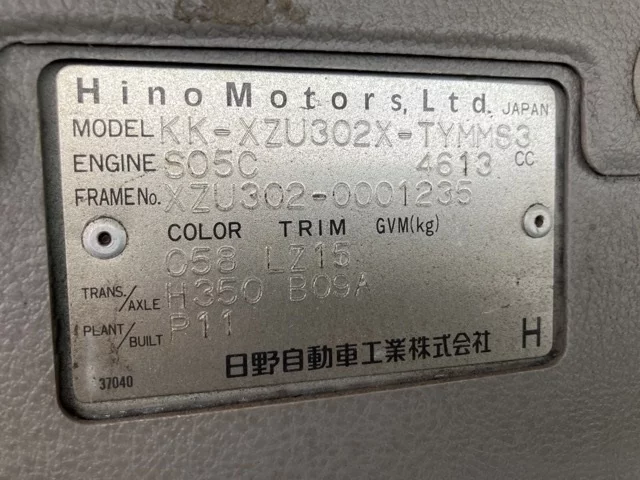 Hino Motors, Ltd. JAPAN
MODEL KK-XZU302X-TYMMS3
ENGINE S05C 4613 CC
FRAME No. XZU302-0001235
COLOR TRIM GVM(kg)
058 LZ15
TRANS./AXLE H350 B09A
PLANT/BUILT P11
日野自動車工業株式会社 H
37040